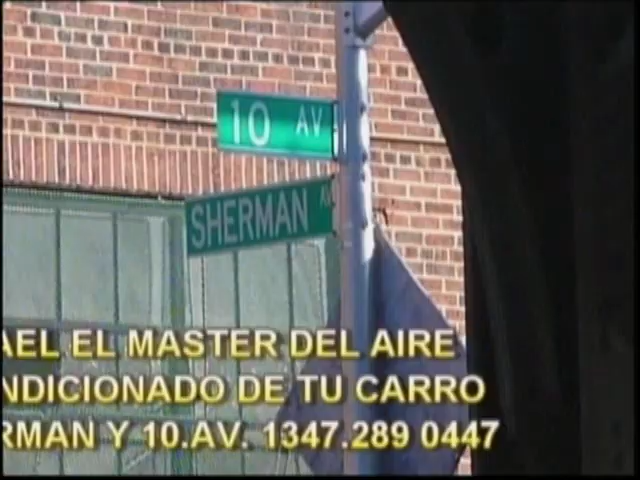 10 AV
SHERMAN AV
AEL EL MASTER DEL AIRE
NDICIONADO DE TU CARRO
RMAN Y 10.AV. 1347.289 0447